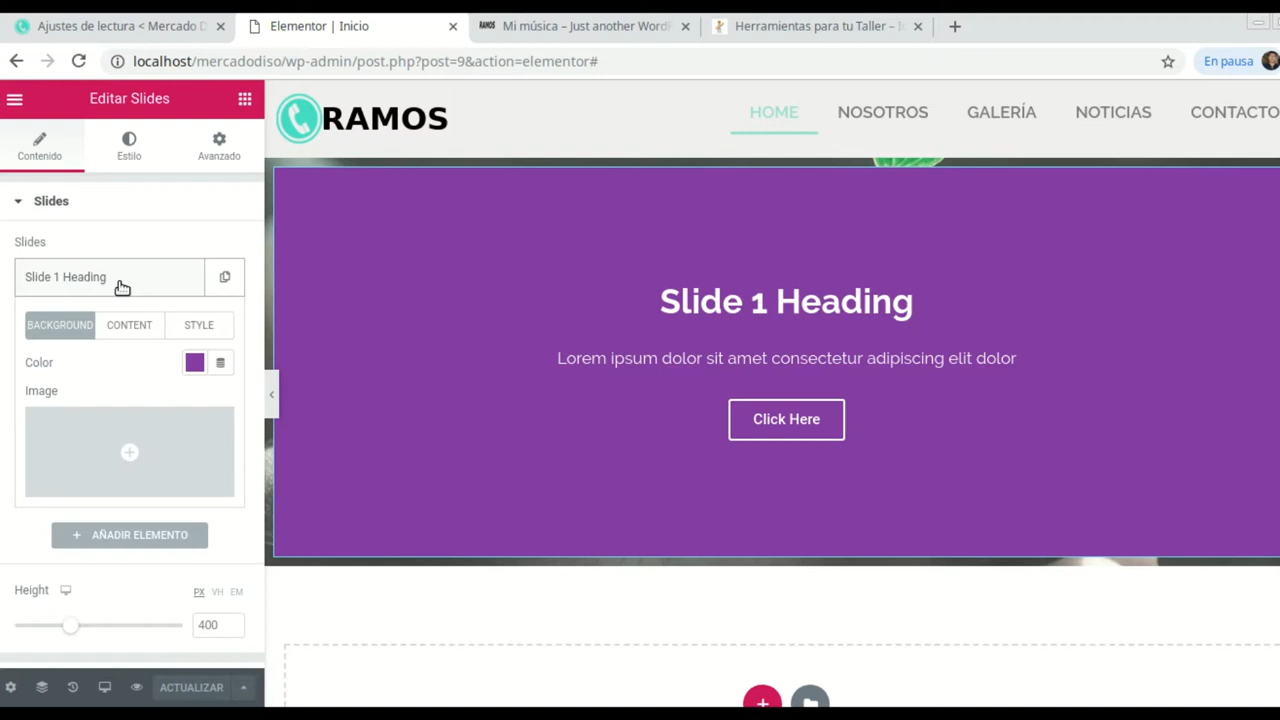 Ajustes de lectura < Mercado D
Elementor | Inicio
RAMOS
Mi música – Just another Word
Herramientas para tu Taller –
localhost/mercadodiso/wp-admin/post.php?post=9&action=elementor#
En pausa
Editar Slides
Contenido
Estilo
Avanzado
Slides
Slides
Slide 1 Heading
BACKGROUND
CONTENT
STYLE
Color
Image
+ AÑADIR ELEMENTO
Height
PX VH EM
400
ACTUALIZAR
RAMOS
HOME
NOSOTROS
GALERÍA
NOTICIAS
CONTACTO
Slide 1 Heading
Lorem ipsum dolor sit amet consectetur adipiscing elit dolor
Click Here